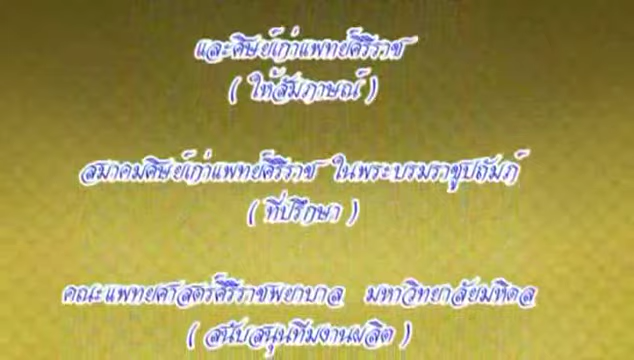 และศิษย์เก่าแพทย์ศิริราช
( ให้สัมภาษณ์ )
สมาคมศิษย์เก่าแพทย์ศิริราช ในพระบรมราชูปถัมภ์
( ที่ปรึกษา )
คณะแพทยศาสตร์ศิริราชพยาบาล มหาวิทยาลัยมหิดล
( สนับสนุนทีมงานผลิต )